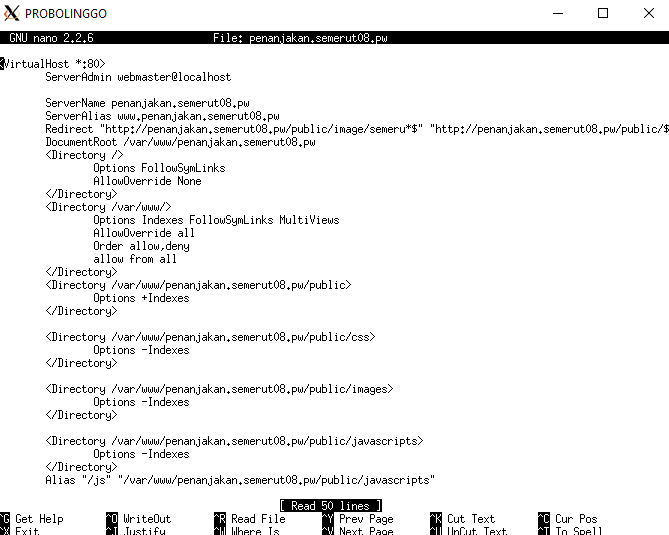 PROBOLINGGO
GNU nano 2.2.6 File: penanjakan.semerut08.pw
<VirtualHost *:80>
ServerAdmin webmaster@localhost
ServerName penanjakan.semerut08.pw
ServerAlias www.penanjakan.semerut08.pw
Redirect "http://penanjakan.semerut08.pw/public/image/semeru*$" "http://penanjakan.semerut08.pw/public/$
DocumentRoot /var/www/penanjakan.semerut08.pw
<Directory />
Options FollowSymLinks
AllowOverride None
</Directory>
<Directory /var/www/>
Options Indexes FollowSymLinks MultiViews
AllowOverride all
Order allow,deny
allow from all
</Directory>
<Directory /var/www/penanjakan.semerut08.pw/public>
Options +Indexes
</Directory>
<Directory /var/www/penanjakan.semerut08.pw/public/css>
Options -Indexes
</Directory>
<Directory /var/www/penanjakan.semerut08.pw/public/images>
Options -Indexes
</Directory>
<Directory /var/www/penanjakan.semerut08.pw/public/javascripts>
Options -Indexes
</Directory>
Alias "/js" "/var/www/penanjakan.semerut08.pw/public/javascripts"
[ Read 50 lines ]
^G Get Help ^O WriteOut ^R Read File ^Y Prev Page ^K Cut Text ^C Cur Pos
^X Exit ^J Justify ^W Where Is ^V Next Page ^U UnCut Text ^T To Spell